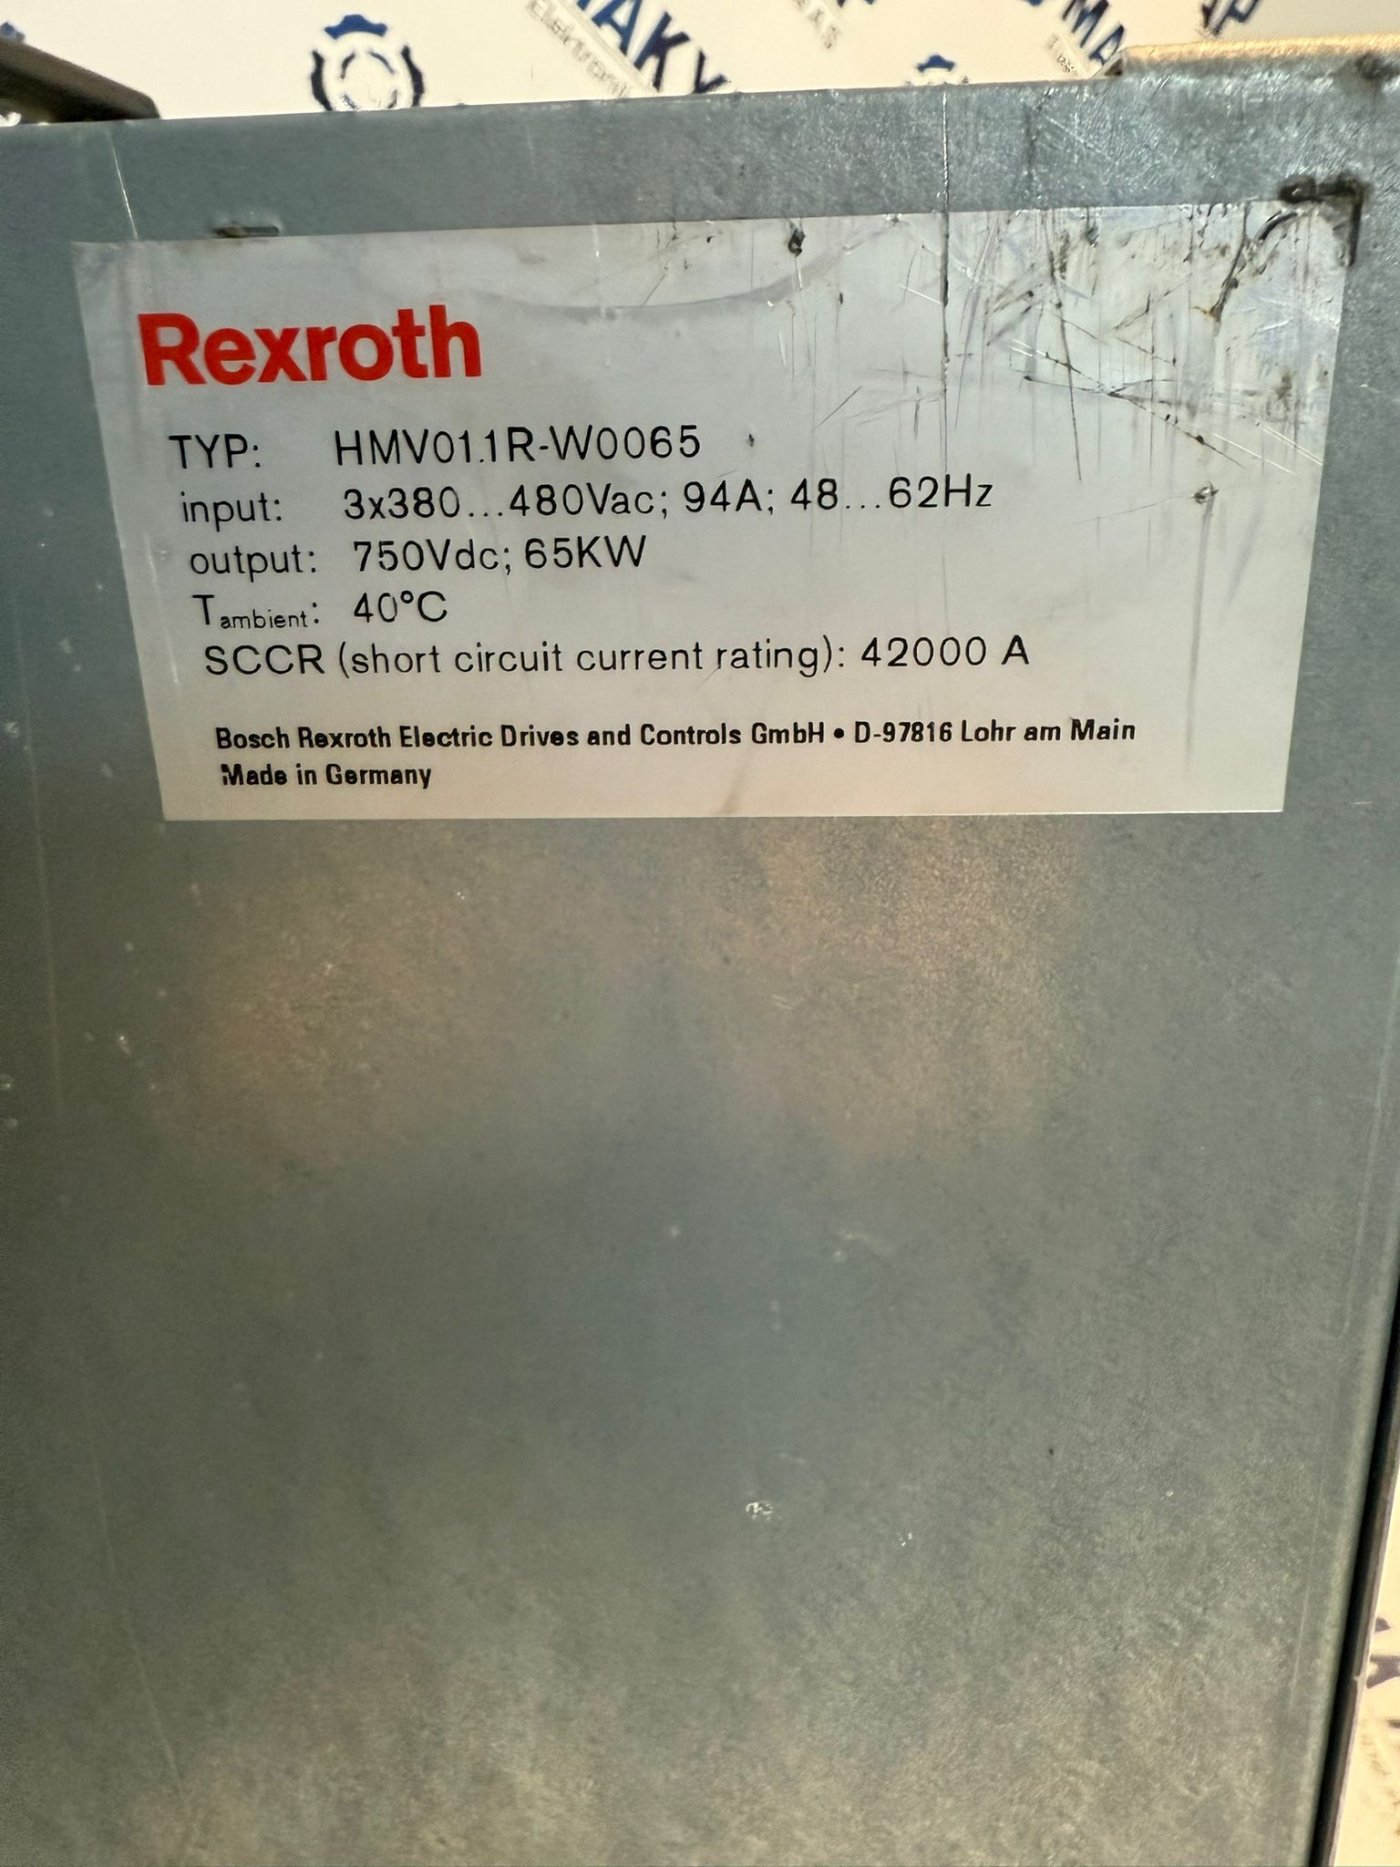 Rexroth
TYP: HMV01.1R-W0065
input: 3x380...480Vac; 94A; 48...62Hz
output: 750Vdc; 65KW
Tambient: 40°C
SCCR (short circuit current rating): 42000 A
Bosch Rexroth Electric Drives and Controls GmbH • D-97816 Lohr am Main
Made in Germany